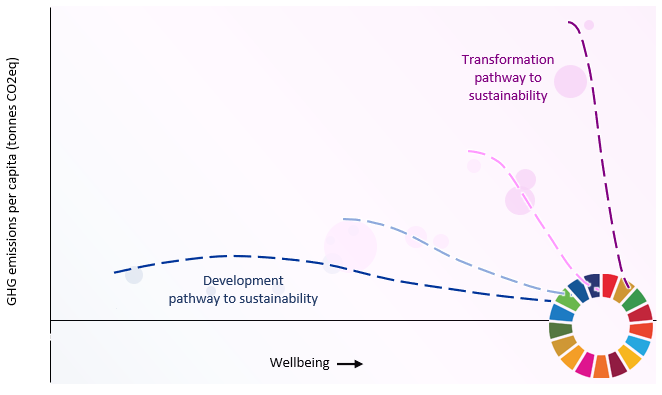 GHG emissions per capita (tonnes CO2eq)
Transformation
pathway to
sustainability
Development
pathway to sustainability
Wellbeing